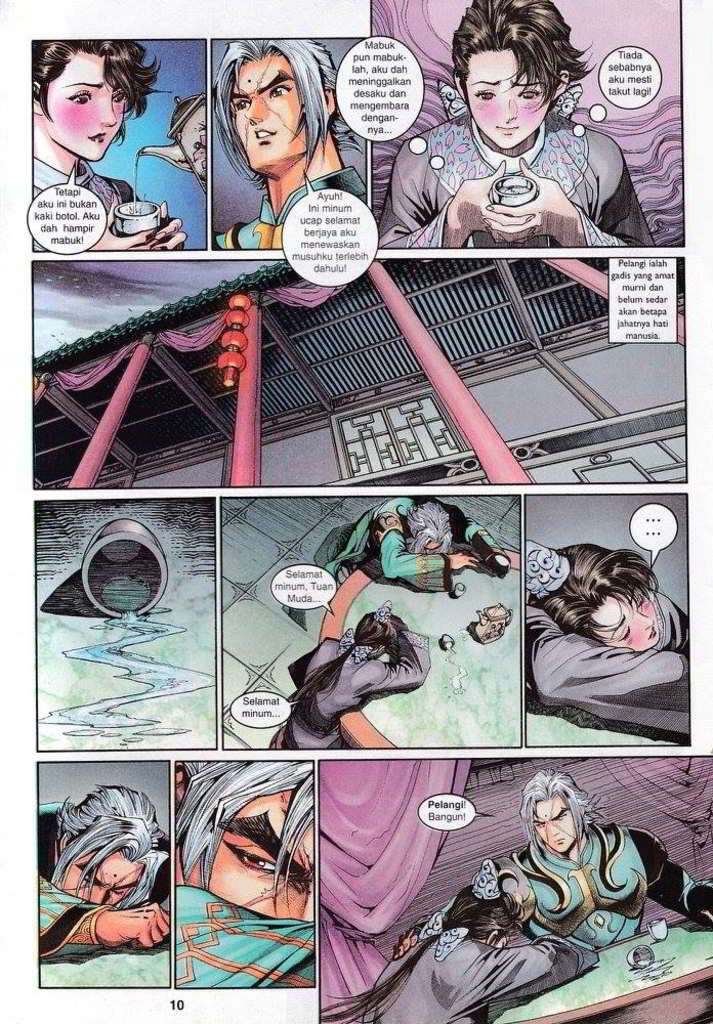 Tetapi
aku ini bukan
kaki botol. Aku
dah hampir
mabuk!
Mabuk
pun mabuk-
lah, aku dah
meninggalkan
desaku dan
mengembara
dengan-
nya...
Ayuh!
Ini minum
ucap selamat
berjaya aku
menewaskan
musuhku terlebih
dahulu!
Tiada
sebabnya
aku mesti
takut lagi!
Pelangi ialah
gadis yang amat
murni dan
belum sedar
akan betapa
jahatnya hati
manusia.
Selamat
minum, Tuan
Muda...
Selamat
minum...
...
...
Pelangi!
Bangun!
10